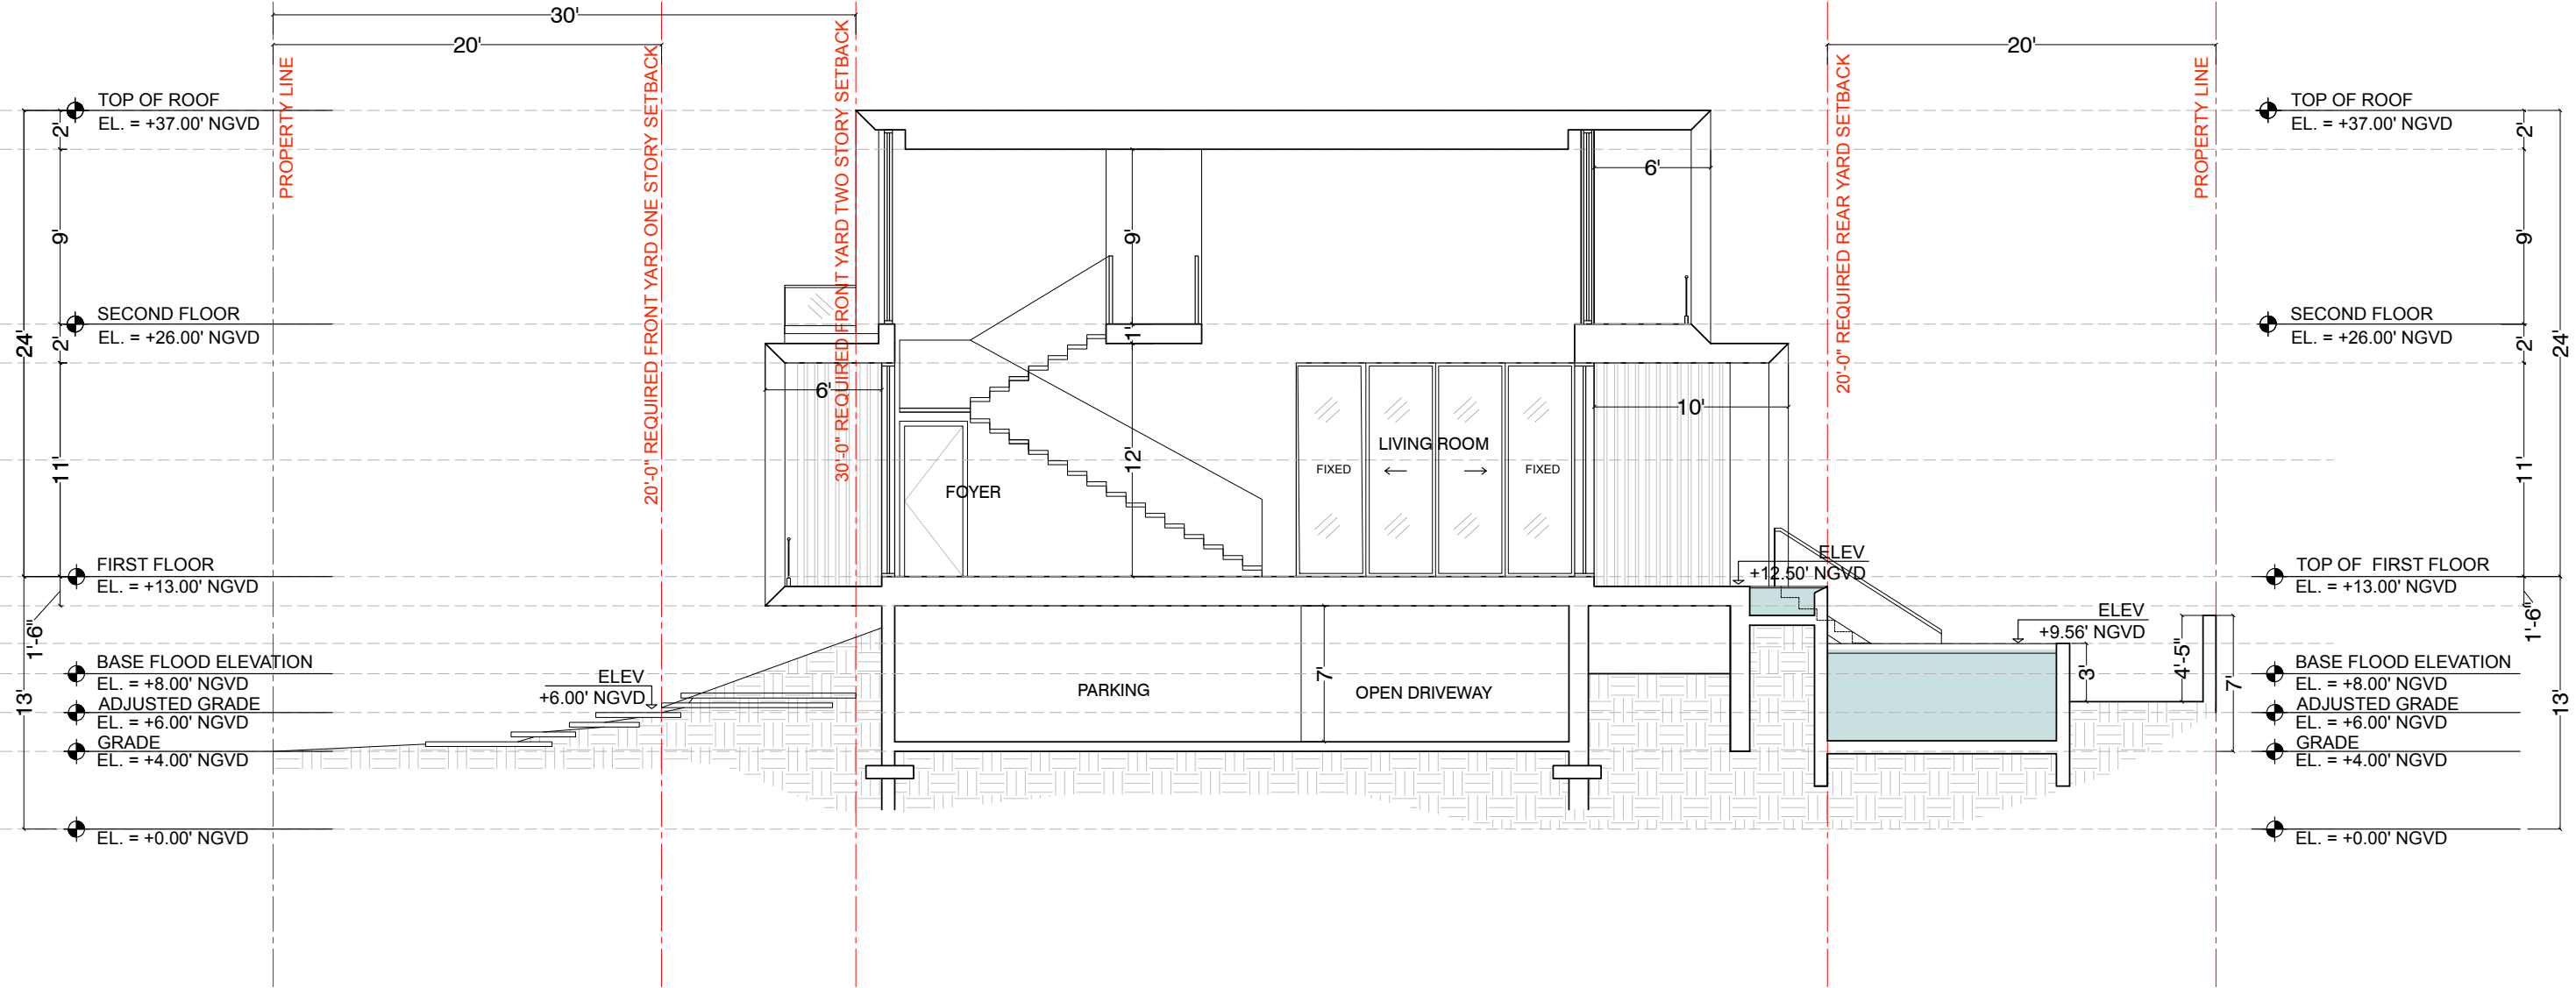 30'
20'
20'
PROPERTY LINE
20'-0" REQUIRED FRONT YARD ONE STORY SETBACK
30'-0" REQUIRED FRONT YARD TWO STORY SETBACK
20'-0" REQUIRED REAR YARD SETBACK
PROPERTY LINE
TOP OF ROOF
EL. = +37.00' NGVD
SECOND FLOOR
EL. = +26.00' NGVD
FIRST FLOOR
EL. = +13.00' NGVD
BASE FLOOD ELEVATION
EL. = +8.00' NGVD
ADJUSTED GRADE
EL. = +6.00' NGVD
GRADE
EL. = +4.00' NGVD
EL. = +0.00' NGVD
2'
9'
2'
11'
1'-6"
24'
13'
ELEV
+6.00' NGVD
6'
6'
9'
1'
12'
10'
FOYER
LIVING ROOM
FIXED
FIXED
PARKING
7'
OPEN DRIVEWAY
ELEV
+12.50' NGVD
ELEV
+9.56' NGVD
3'
4'-5"
7'
TOP OF ROOF
EL. = +37.00' NGVD
SECOND FLOOR
EL. = +26.00' NGVD
TOP OF FIRST FLOOR
EL. = +13.00' NGVD
BASE FLOOD ELEVATION
EL. = +8.00' NGVD
ADJUSTED GRADE
EL. = +6.00' NGVD
GRADE
EL. = +4.00' NGVD
EL. = +0.00' NGVD
2'
9'
2'
11'
1'-6"
24'
13'